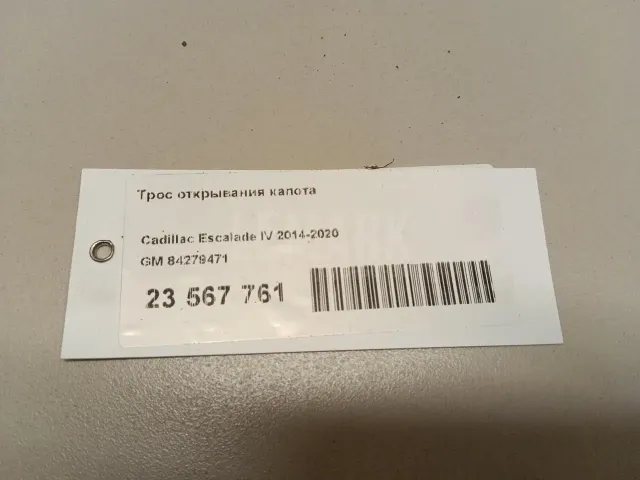 Трос открывания капота
Cadillac Escalade IV 2014-2020
GM 84279471
23 567 761